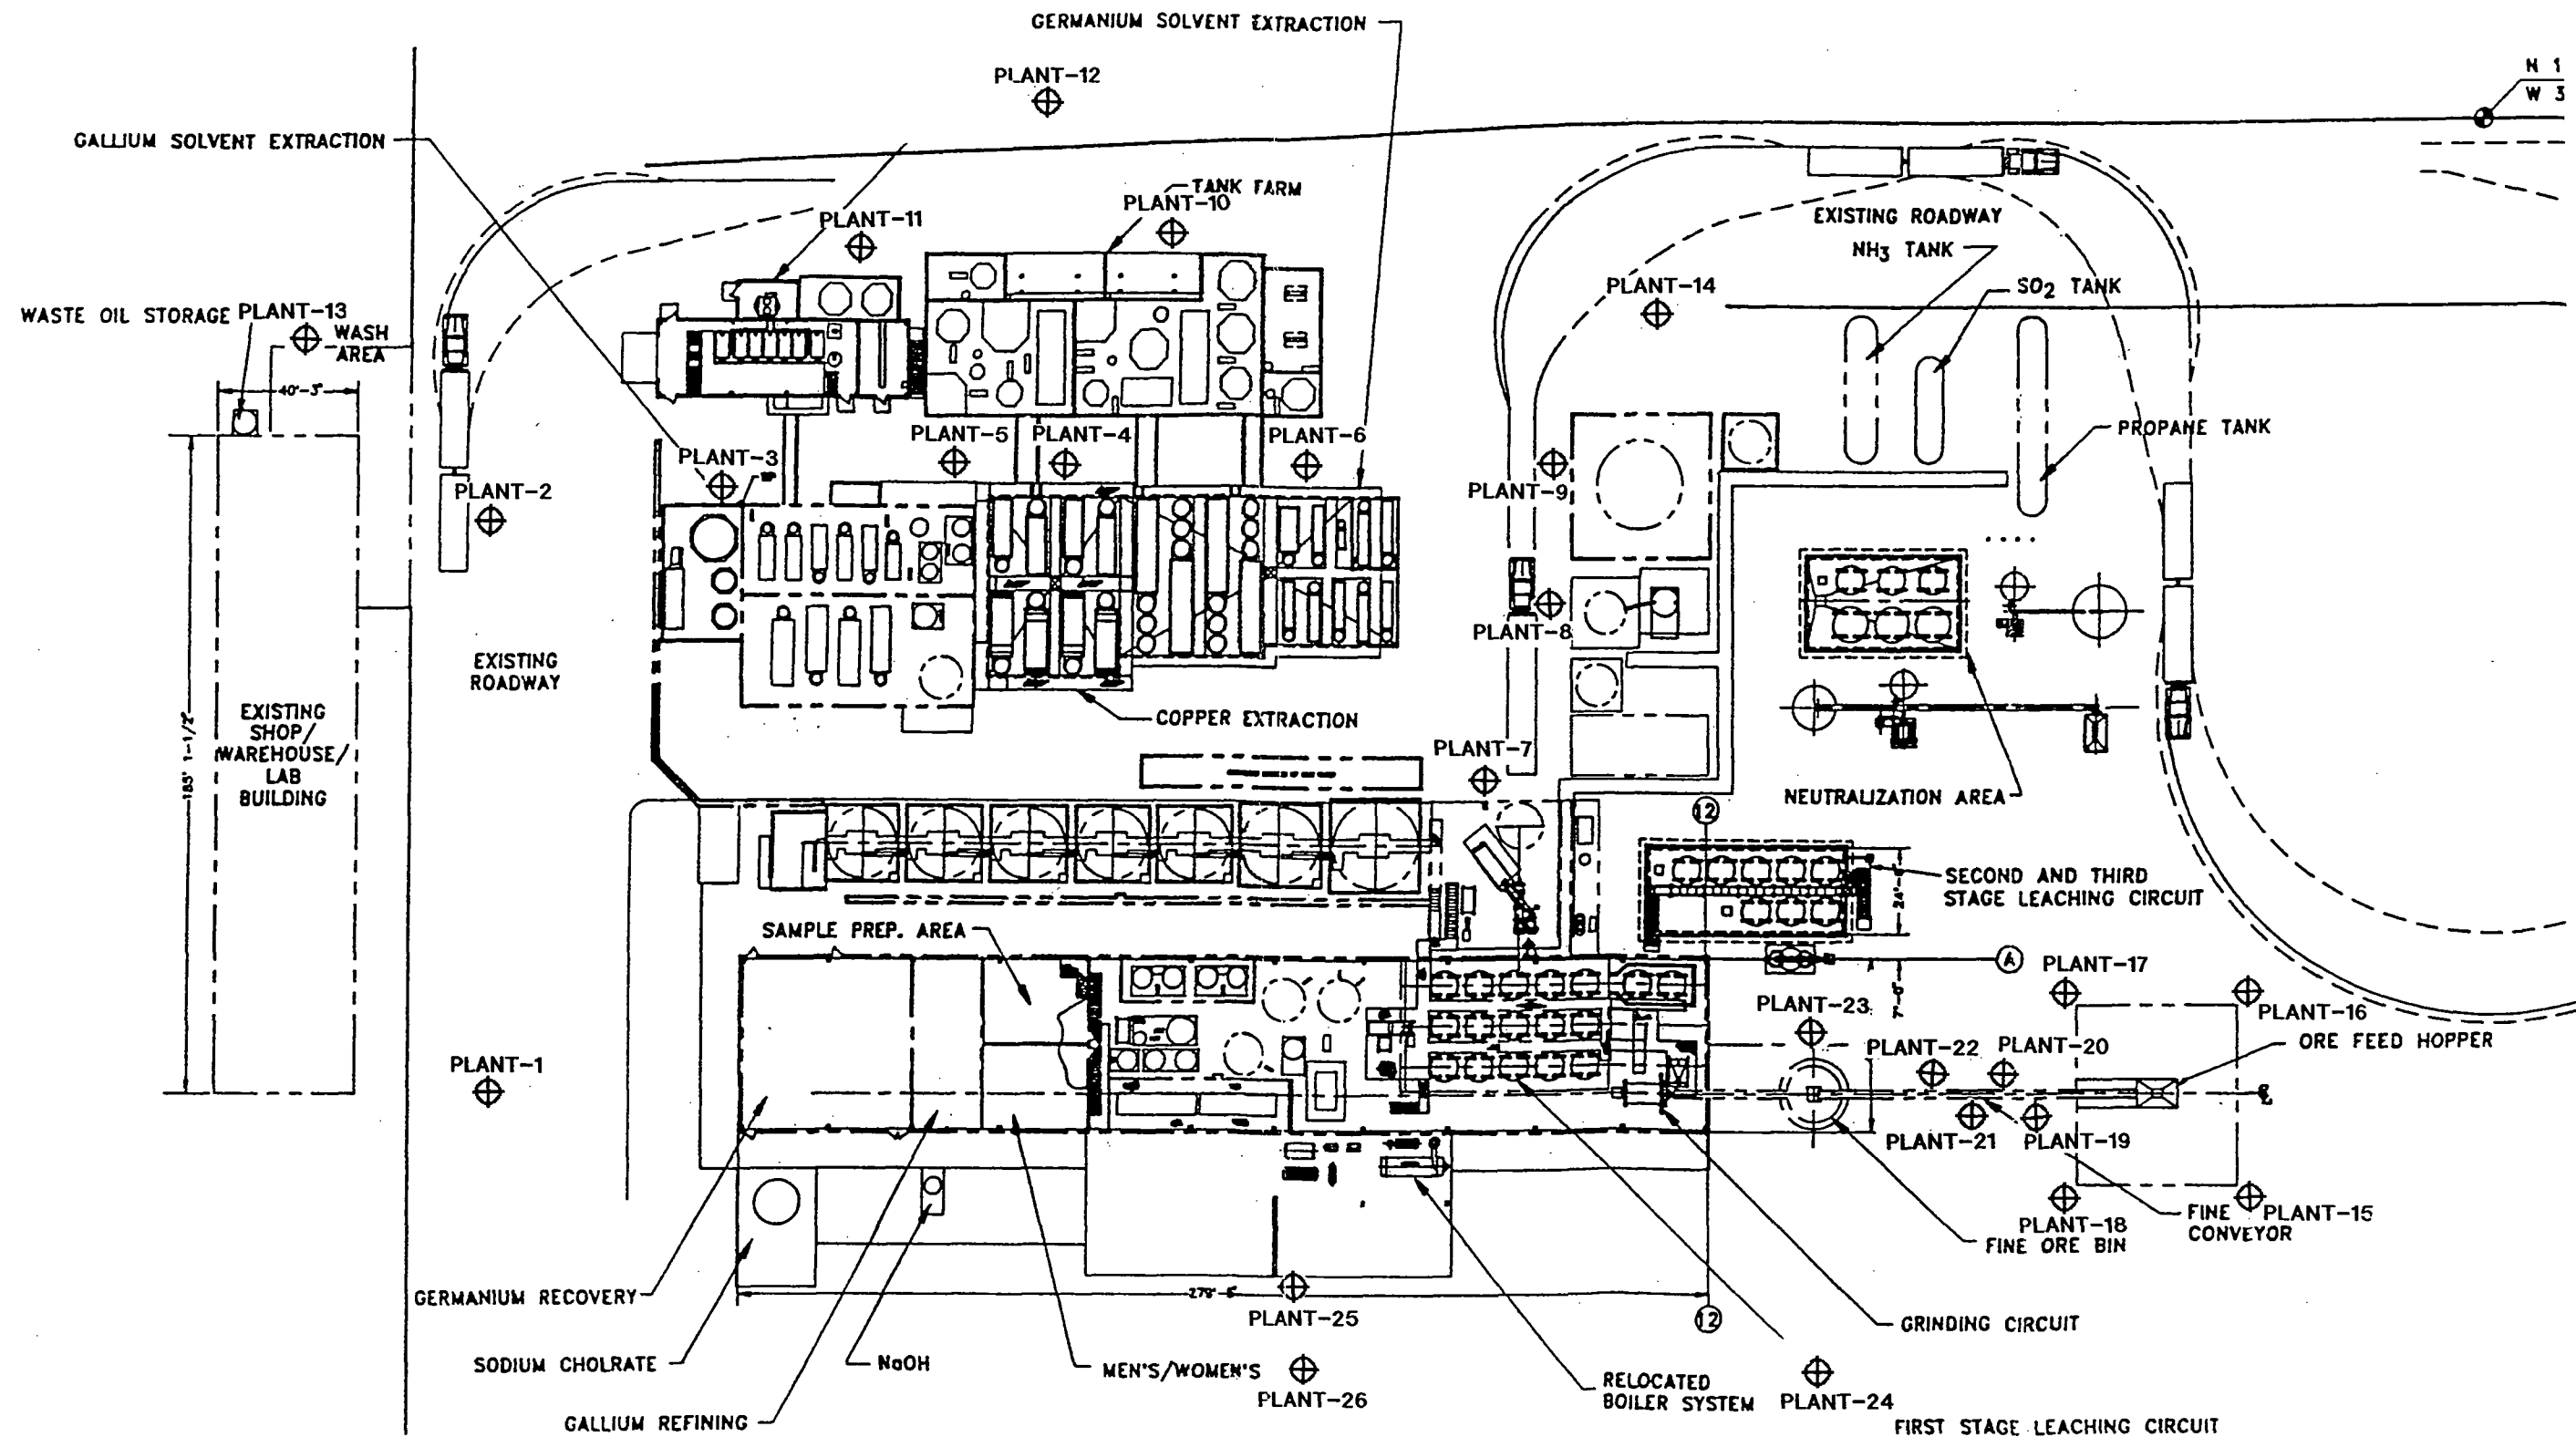 GERMANIUM SOLVENT EXTRACTION
PLANT-12
N 1
W 3
GALLIUM SOLVENT EXTRACTION
TANK FARM
PLANT-10
PLANT-11
EXISTING ROADWAY
NH3 TANK
SO2 TANK
PLANT-14
WASTE OIL STORAGE
PLANT-13
WASH
AREA
40'-3"
PLANT-5
PLANT-4
PLANT-6
PROPANE TANK
PLANT-3
PLANT-2
PLANT-9
PLANT-8
EXISTING
ROADWAY
EXISTING
SHOP/
WAREHOUSE/
LAB
BUILDING
185' 1-1/2"
COPPER EXTRACTION
PLANT-7
NEUTRALIZATION AREA
12
SECOND AND THIRD
STAGE LEACHING CIRCUIT
SAMPLE PREP. AREA
A
PLANT-17
PLANT-23
PLANT-16
ORE FEED HOPPER
PLANT-22
PLANT-20
PLANT-1
PLANT-21
PLANT-19
PLANT-18
FINE
CONVEYOR
PLANT-15
FINE ORE BIN
GERMANIUM RECOVERY
PLANT-25
12
GRINDING CIRCUIT
SODIUM CHOLRATE
NaOH
MEN'S/WOMEN'S
PLANT-26
RELOCATED
BOILER SYSTEM
PLANT-24
GALLIUM REFINING
FIRST STAGE LEACHING CIRCUIT